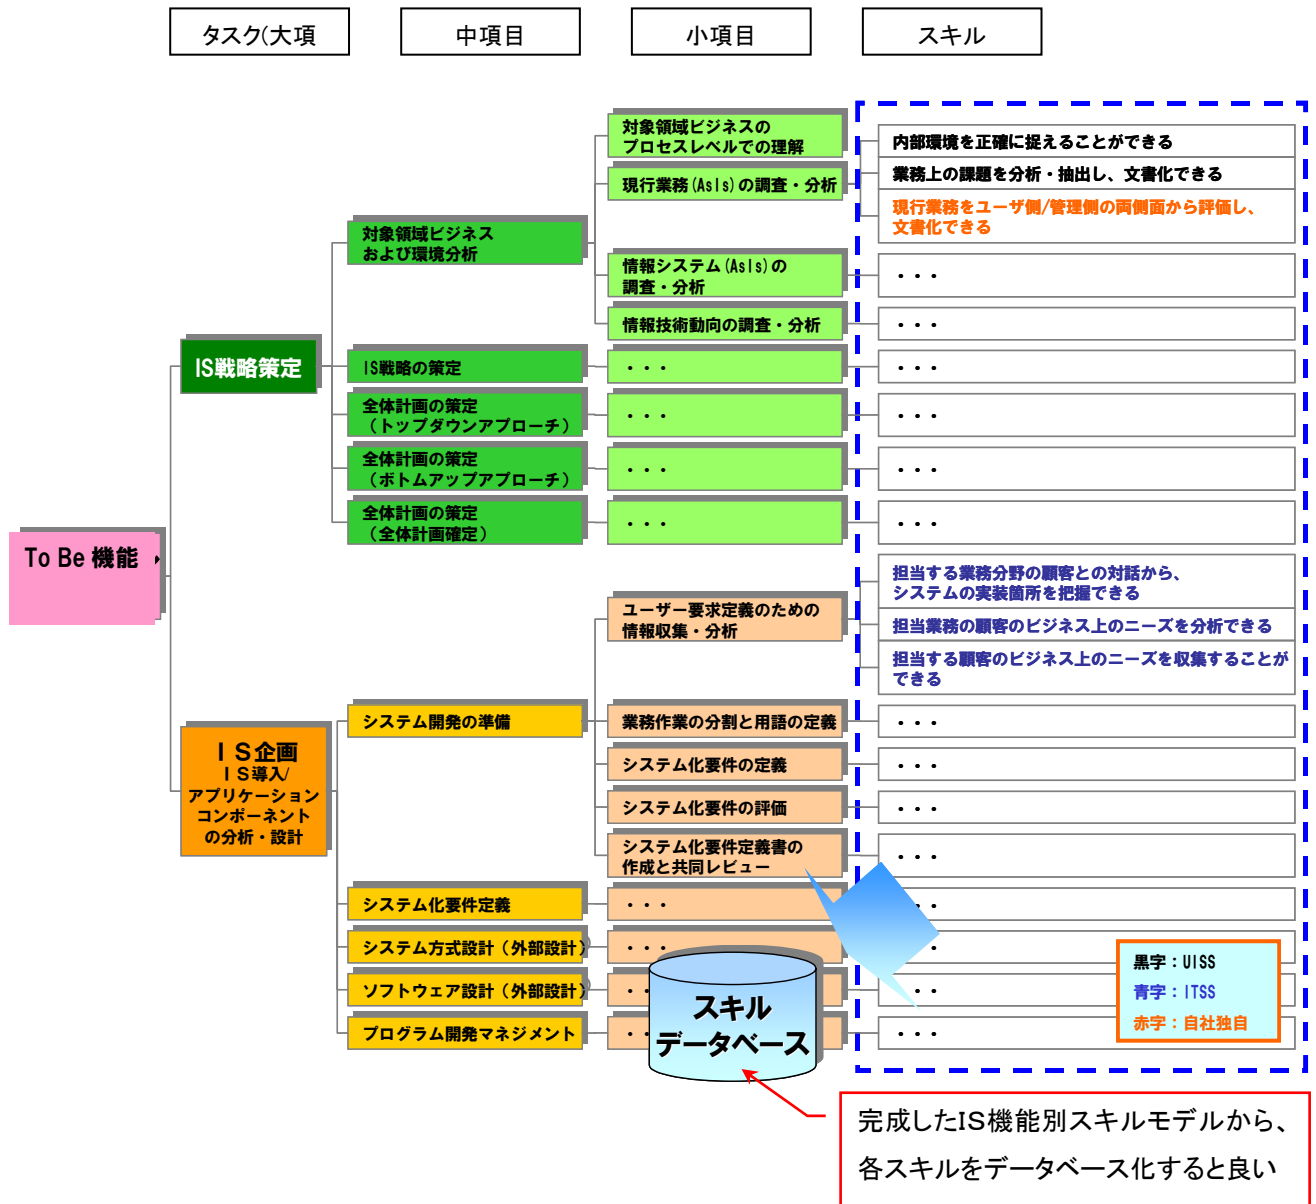 タスク(大項
中項目
小項目
スキル
対象領域ビジネスの
プロセスレベルでの理解
内部環境を正確に捉えることができる
現行業務(AsIs)の調査・分析
業務上の課題を分析・抽出し、文書化できる
現行業務をユーザ側/管理側の両側面から評価し、
文書化できる
対象領域ビジネス
および環境分析
情報システム(AsIs)の
調査・分析
・・・
情報技術動向の調査・分析
・・・
IS戦略策定
IS戦略の策定
・・・
・・・
全体計画の策定
(トップダウンアプローチ)
・・・
・・・
全体計画の策定
(ボトムアップアプローチ)
・・・
・・・
全体計画の策定
(全体計画確定)
・・・
・・・
To Be 機能
ユーザー要求定義のための
情報収集・分析
担当する業務分野の顧客との対話から、
システムの実装箇所を把握できる
担当業務の顧客のビジネス上のニーズを分析できる
担当する顧客のビジネス上のニーズを収集することが
できる
ＩＳ企画
ＩＳ導入/
アプリケーション
コンポーネント
の分析・設計
システム開発の準備
業務作業の分割と用語の定義
・・・
システム化要件の定義
・・・
システム化要件の評価
・・・
システム化要件定義書の
作成と共同レビュー
・・・
システム化要件定義
・・・
・・
システム方式設計(外部設計)
・・・
・
ソフトウェア設計(外部設計)
・・
・・
プログラム開発マネジメント
・・
・・・
スキル
データベース
黒字：UISS
青字：ITSS
赤字：自社独自
完成したIS機能別スキルモデルから、
各スキルをデータベース化すると良い